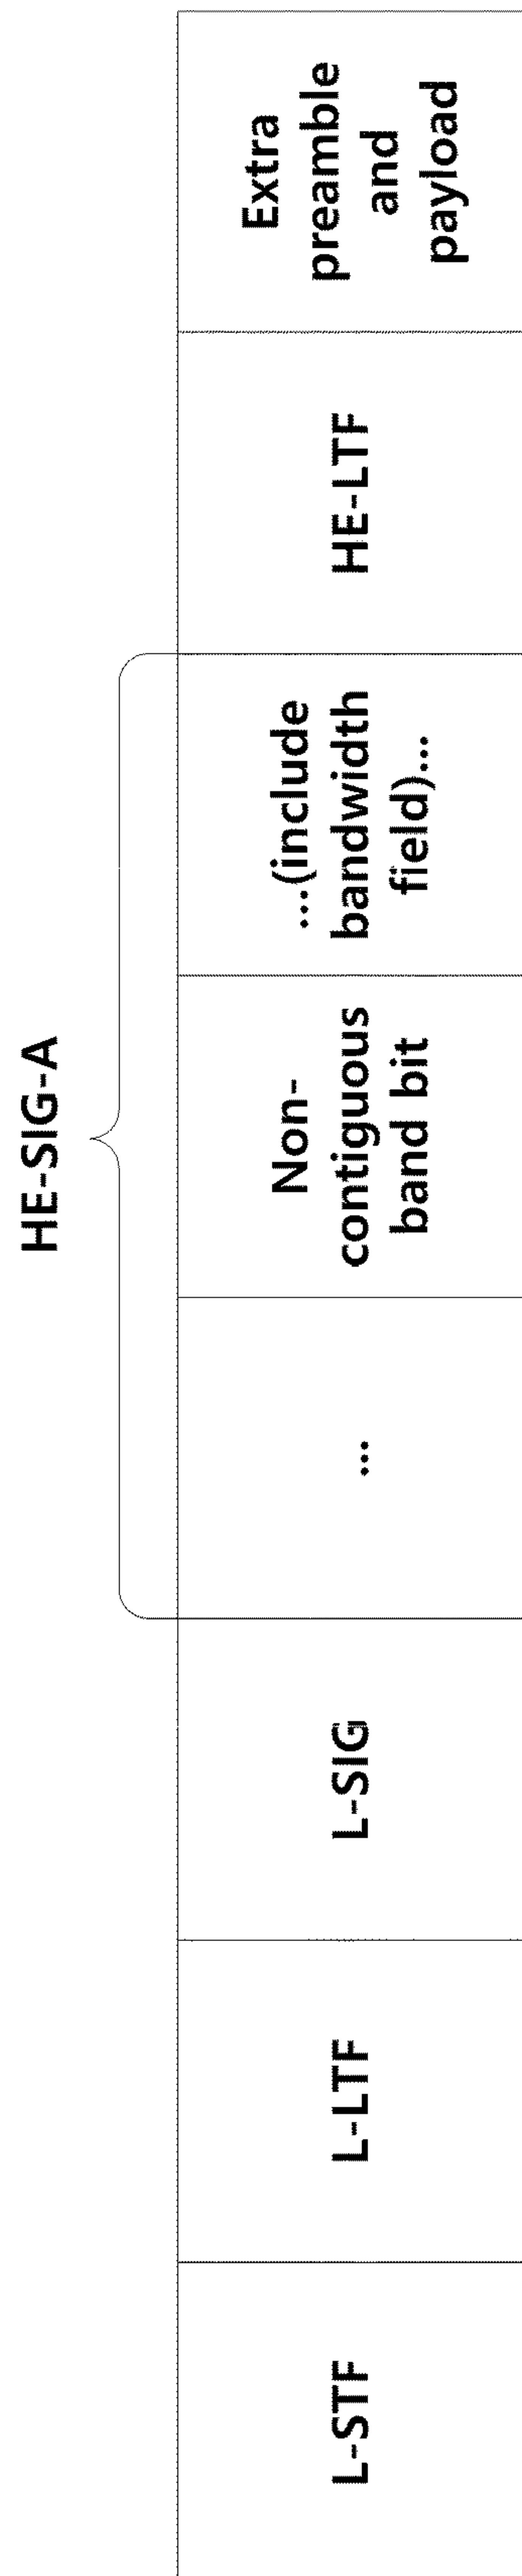 HE-SIG-A
L-STF
L-LTF
L-SIG
...
Non-
contiguous
band bit
...(include
bandwidth
field)...
HE-LTF
Extra
preamble
and
payload